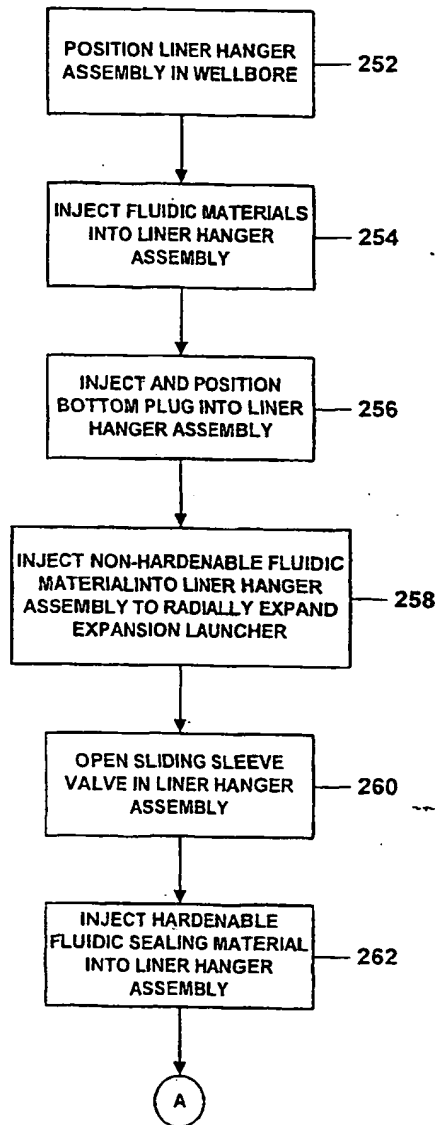 POSITION LINER HANGER
ASSEMBLY IN WELLBORE
252
INJECT FLUIDIC MATERIALS
INTO LINER HANGER
ASSEMBLY
254
INJECT AND POSITION
BOTTOM PLUG INTO LINER
HANGER ASSEMBLY
256
INJECT NON-HARDENABLE FLUIDIC
MATERIALINTO LINER HANGER
ASSEMBLY TO RADIALLY EXPAND
EXPANSION LAUNCHER
258
OPEN SLIDING SLEEVE
VALVE IN LINER HANGER
ASSEMBLY
260
INJECT HARDENABLE
FLUIDIC SEALING MATERIAL
INTO LINER HANGER
ASSEMBLY
262
A